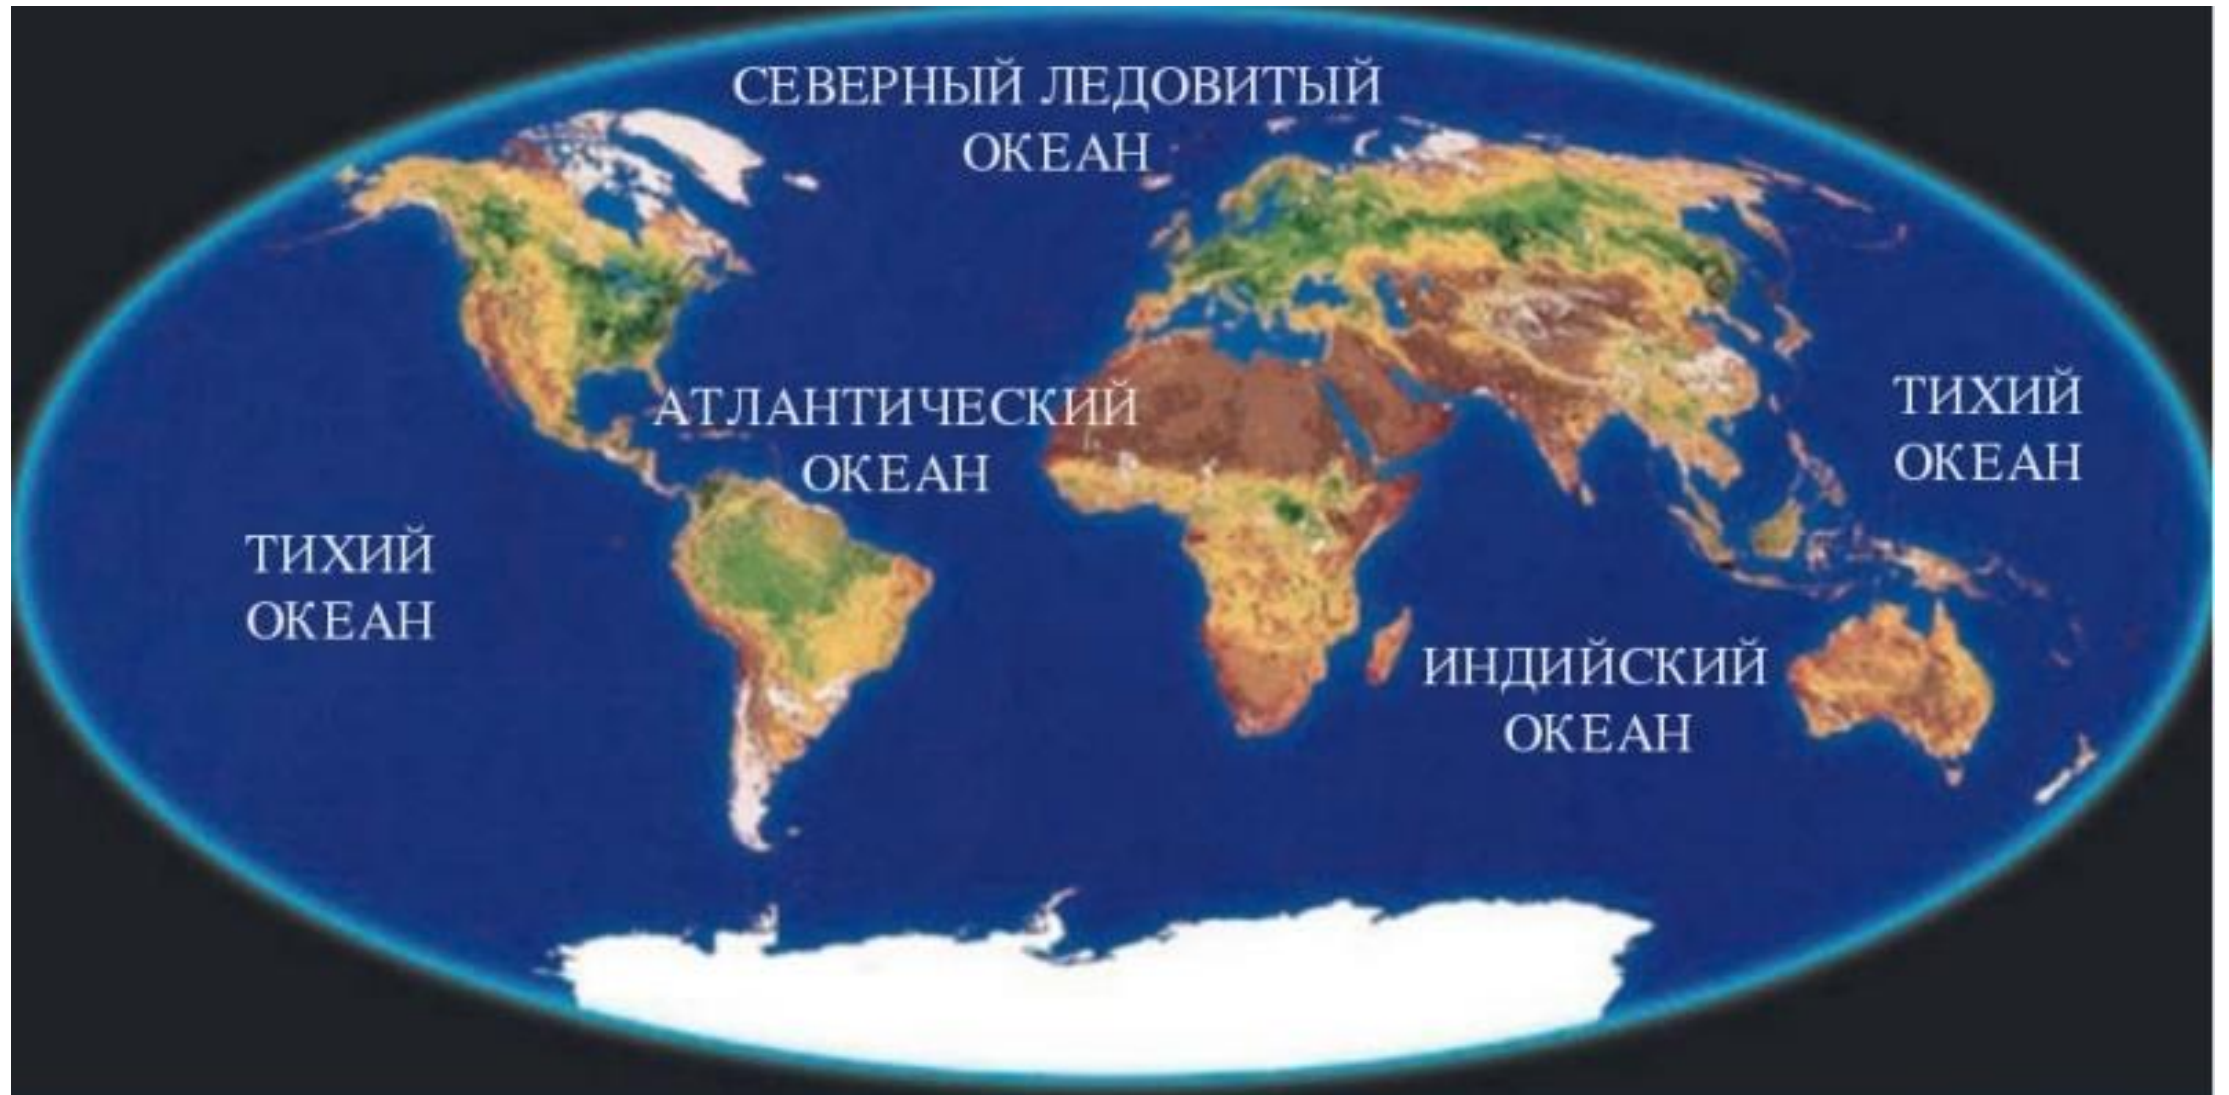 СЕВЕРНЫЙ ЛЕДОВИТЫЙ
ОКЕАН
АТЛАНТИЧЕСКИЙ
ОКЕАН
ТИХИЙ
ОКЕАН
ТИХИЙ
ОКЕАН
ИНДИЙСКИЙ
ОКЕАН